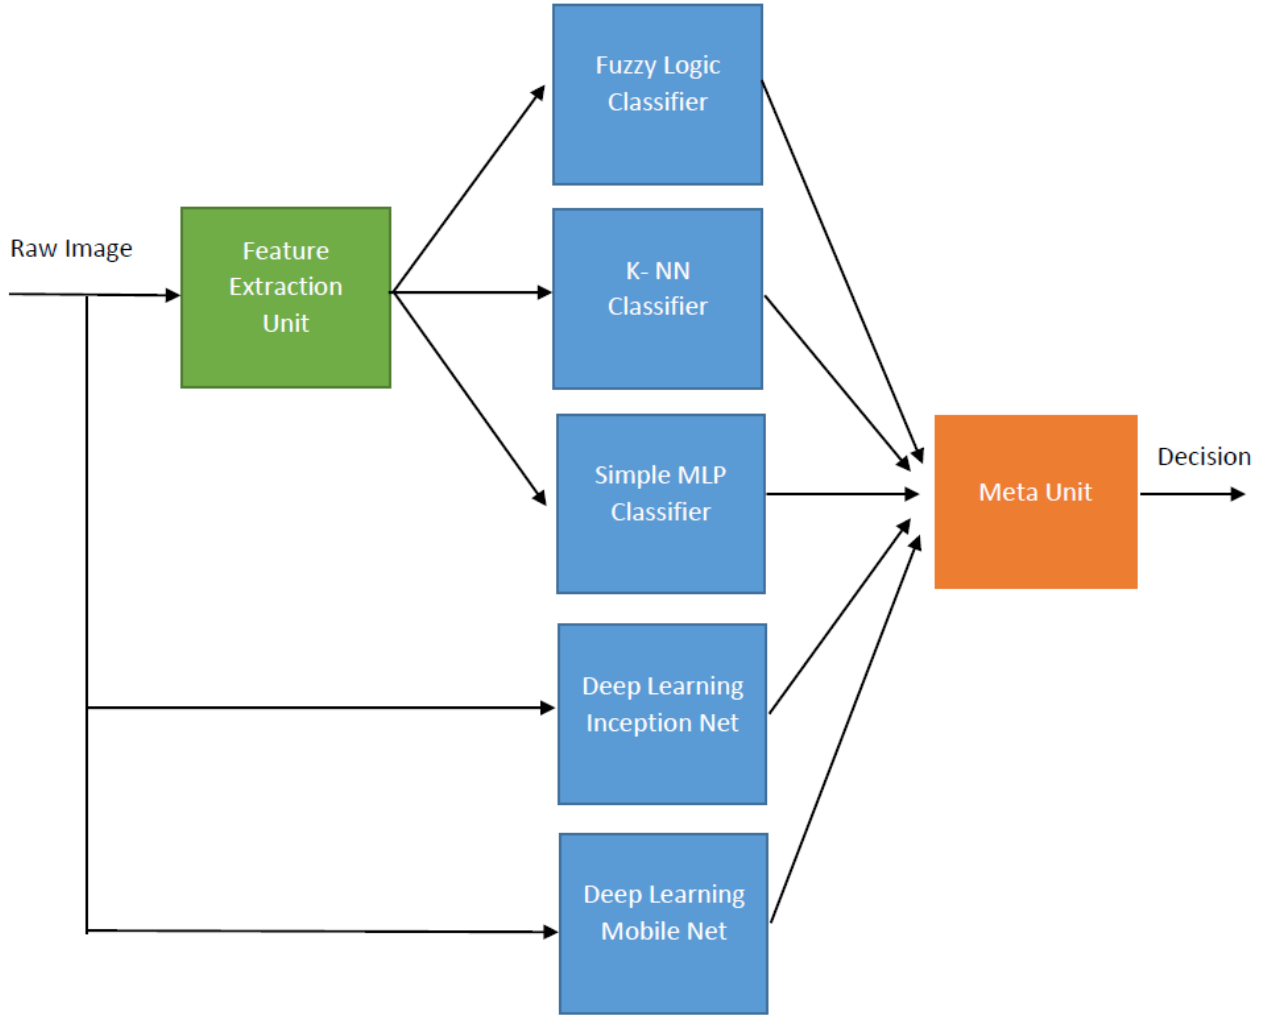 Raw Image
Feature
Extraction
Unit
Fuzzy Logic
Classifier
K- NN
Classifier
Simple MLP
Classifier
Deep Learning
Inception Net
Deep Learning
Mobile Net
Meta Unit
Decision